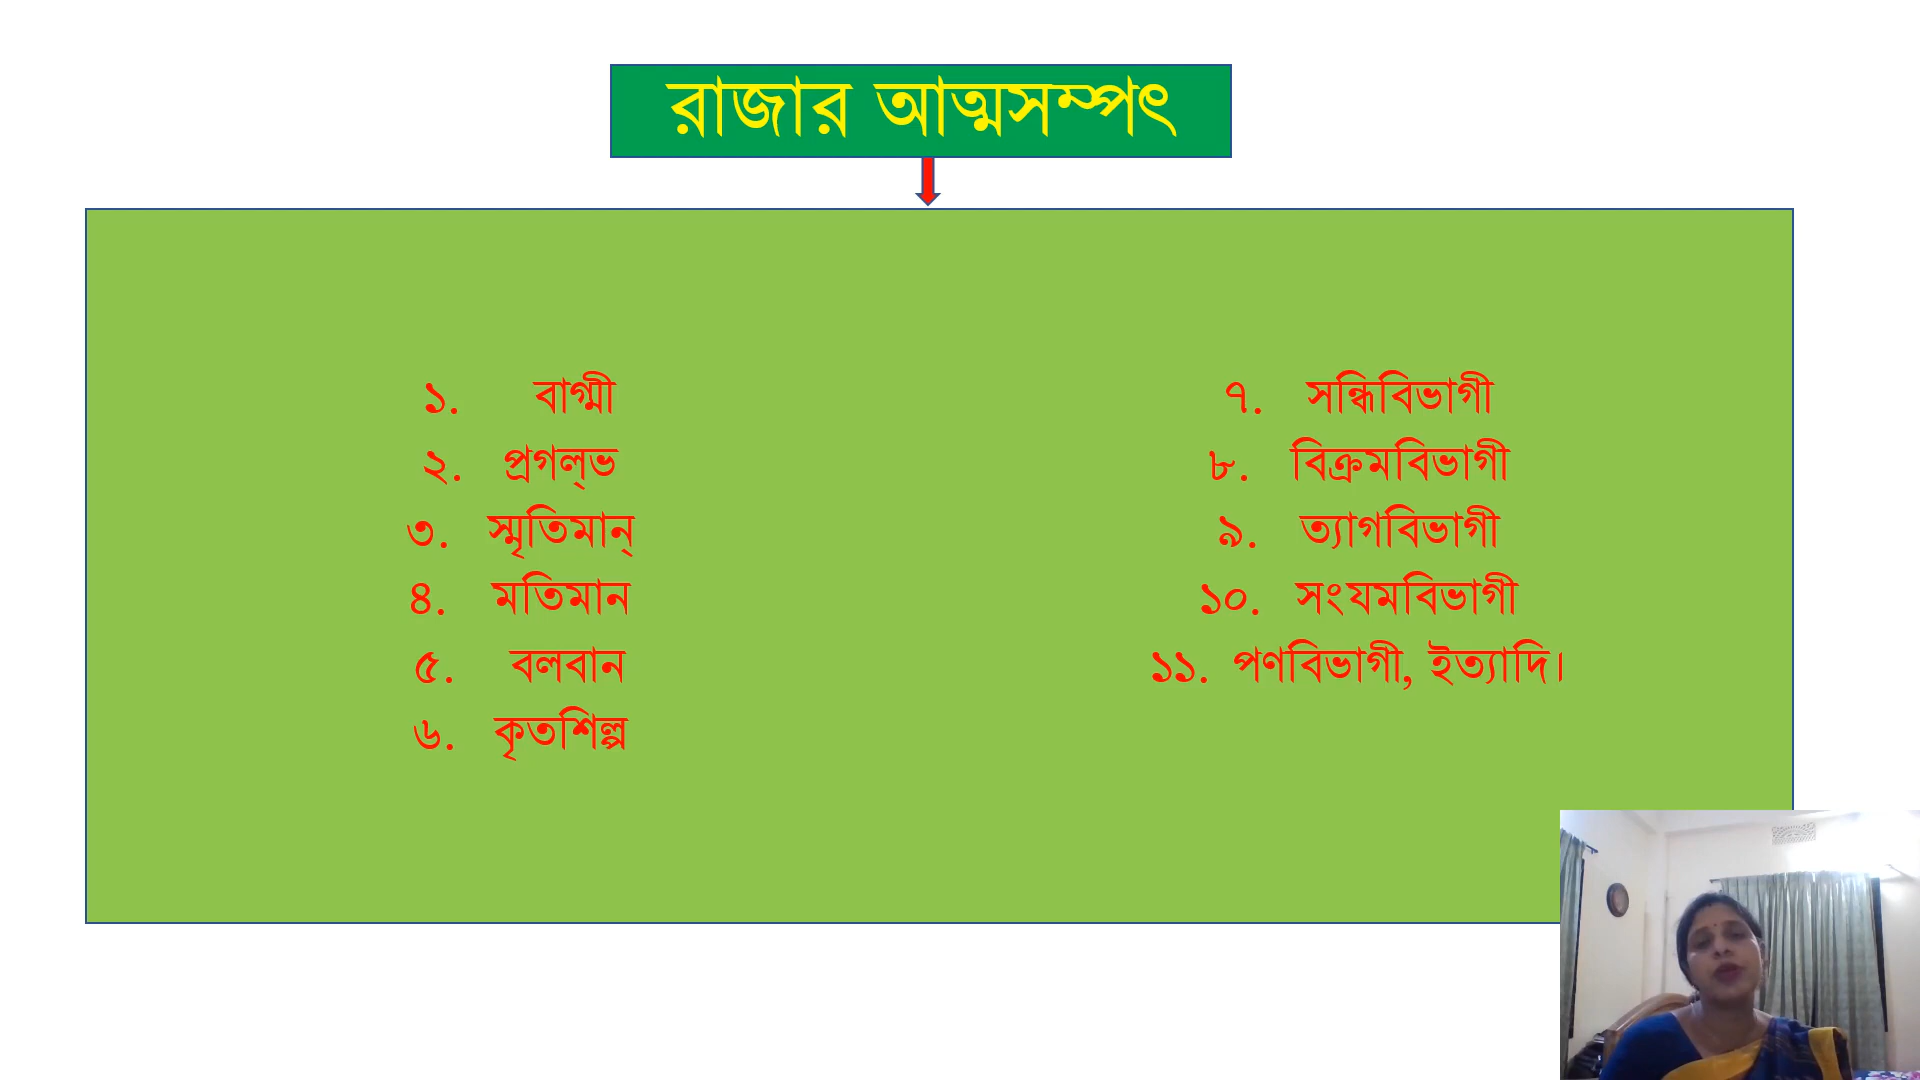 রাজার আত্মসম্পৎ
১. বাগ্মী
২. প্রগল্‌ভ
৩. স্মৃতিমান্
৪. মতিমান
৫. বলবান
৬. কৃতশিল্প
৭. সন্ধিবিভাগী
৮. বিক্রমবিভাগী
৯. ত্যাগবিভাগী
১০. সংযমবিভাগী
১১. পণবিভাগী, ইত্যাদি।